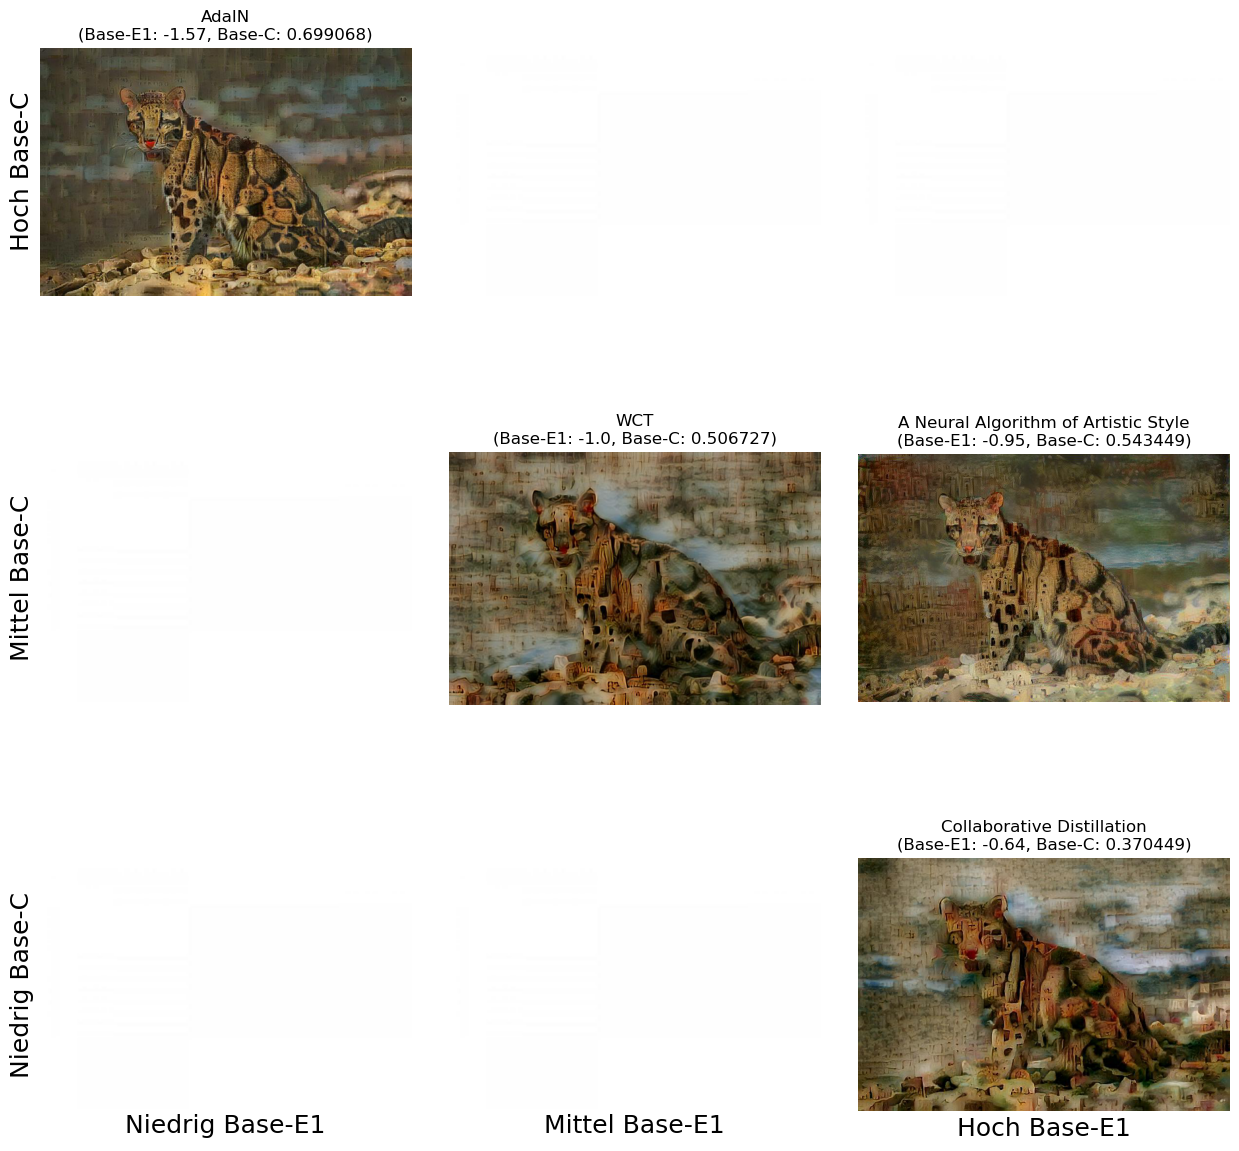 AdaIN
(Base-E1: -1.57, Base-C: 0.699068)
Hoch Base-C
WCT
(Base-E1: -1.0, Base-C: 0.506727)
A Neural Algorithm of Artistic Style
(Base-E1: -0.95, Base-C: 0.543449)
Mittel Base-C
Collaborative Distillation
(Base-E1: -0.64, Base-C: 0.370449)
Niedrig Base-C
Niedrig Base-E1
Mittel Base-E1
Hoch Base-E1